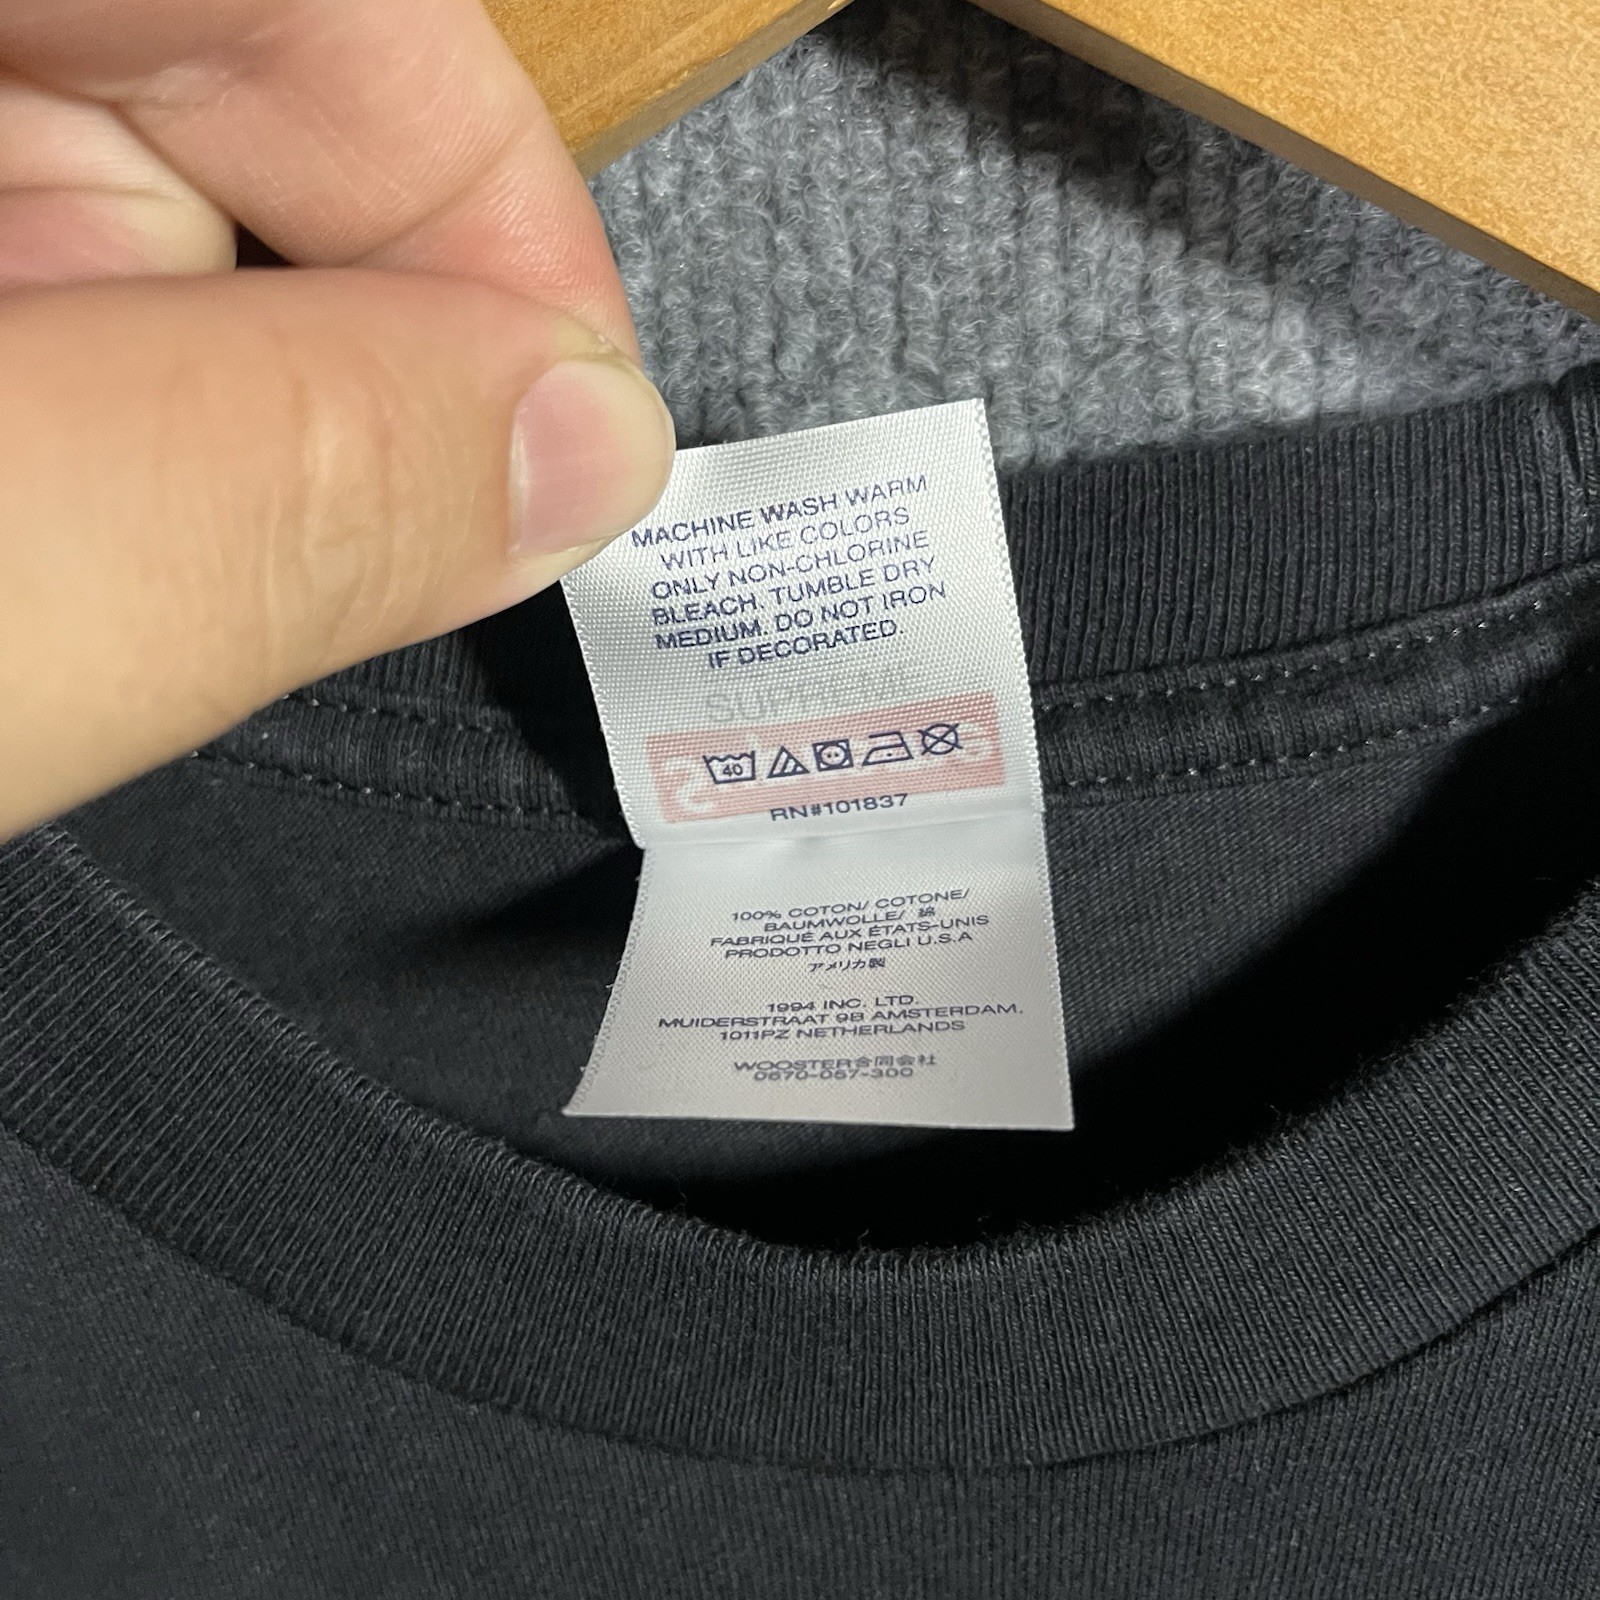 MACHINE WASH WARM
WITH LIKE COLORS
ONLY NON-CHLORINE
BLEACH. TUMBLE DRY
MEDIUM. DO NOT IRON
IF DECORATED.
SUPREME
40
RN#101837
100% COTON/ COTONE/
BAUMWOLLE/ 綿
FABRIQUÉ AUX ÉTATS-UNIS
PRODOTTO NEGLI U.S.A
アメリカ製
1994 INC. LTD.
MUIDERSTRAAT 9B AMSTERDAM,
1011PZ NETHERLANDS
WOOSTER合同会社
0670-057-300